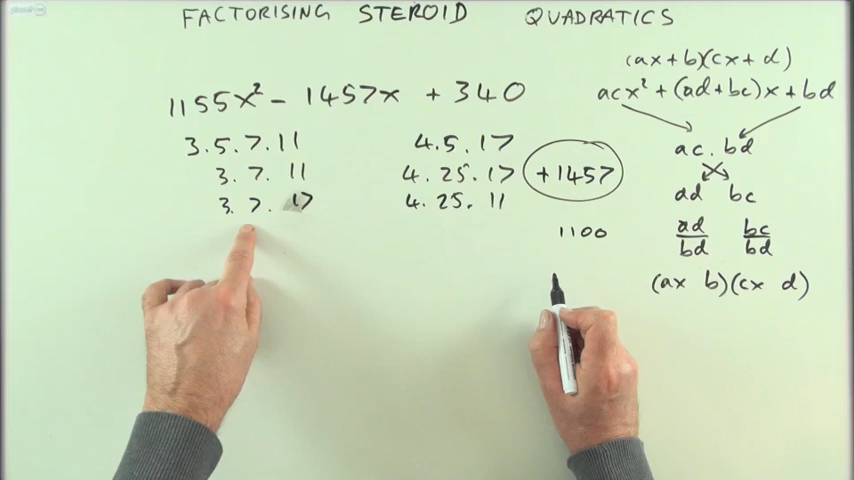 FACTORISING STEROID QUADRATICS
(ax+b)(cx+d)
1155x² - 1457x + 340
acx² + (ad+bc)x + bd
3.5.7.11 4.5.17
ac.bd
3.7.11 4.25.17 +1457
ad bc
3.7.17 4.25.11
1100
ad/bd bc/bd
(ax b)(cx d)